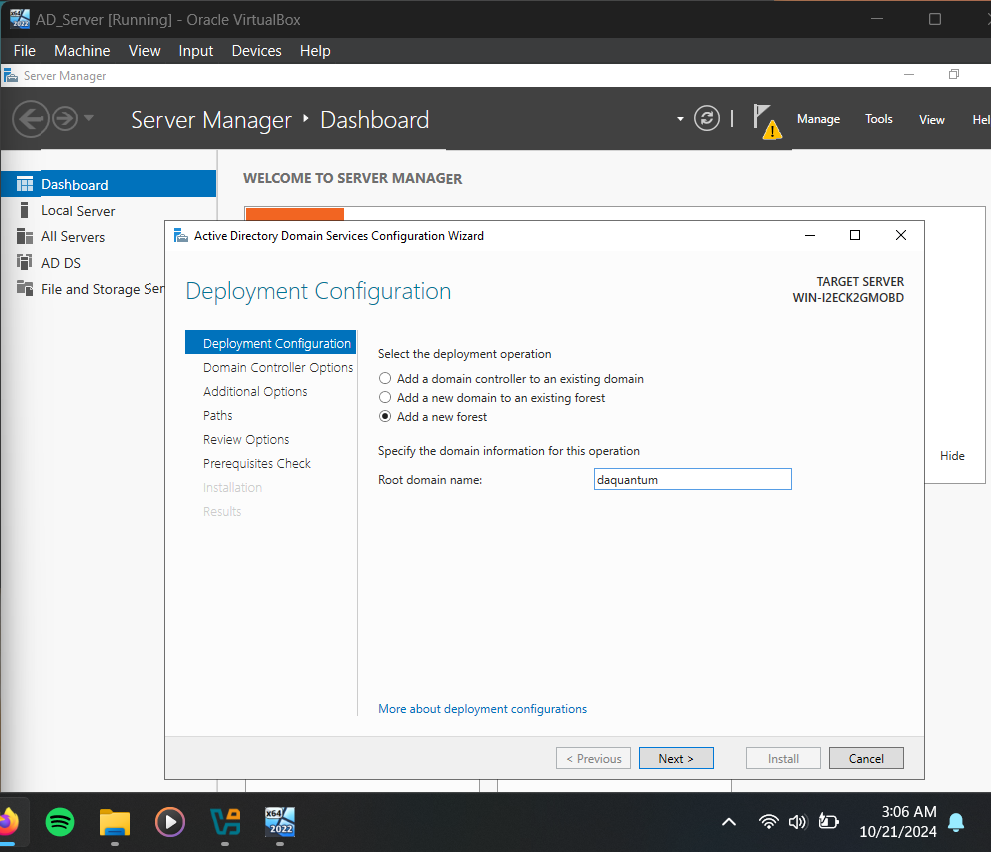 AD_Server [Running] - Oracle VirtualBox
File Machine View Input Devices Help
Server Manager
Server Manager Dashboard
Manage Tools View Hel
Dashboard
Local Server
All Servers
AD DS
File and Storage Ser
WELCOME TO SERVER MANAGER
Hide
Active Directory Domain Services Configuration Wizard
Deployment Configuration
TARGET SERVER
WIN-I2ECK2GMOBD
Deployment Configuration
Domain Controller Options
Additional Options
Paths
Review Options
Prerequisites Check
Installation
Results
Select the deployment operation
Add a domain controller to an existing domain
Add a new domain to an existing forest
Add a new forest
Specify the domain information for this operation
Root domain name: daquantum
More about deployment configurations
< Previous Next > Install Cancel
x64
2022
3:06 AM
10/21/2024